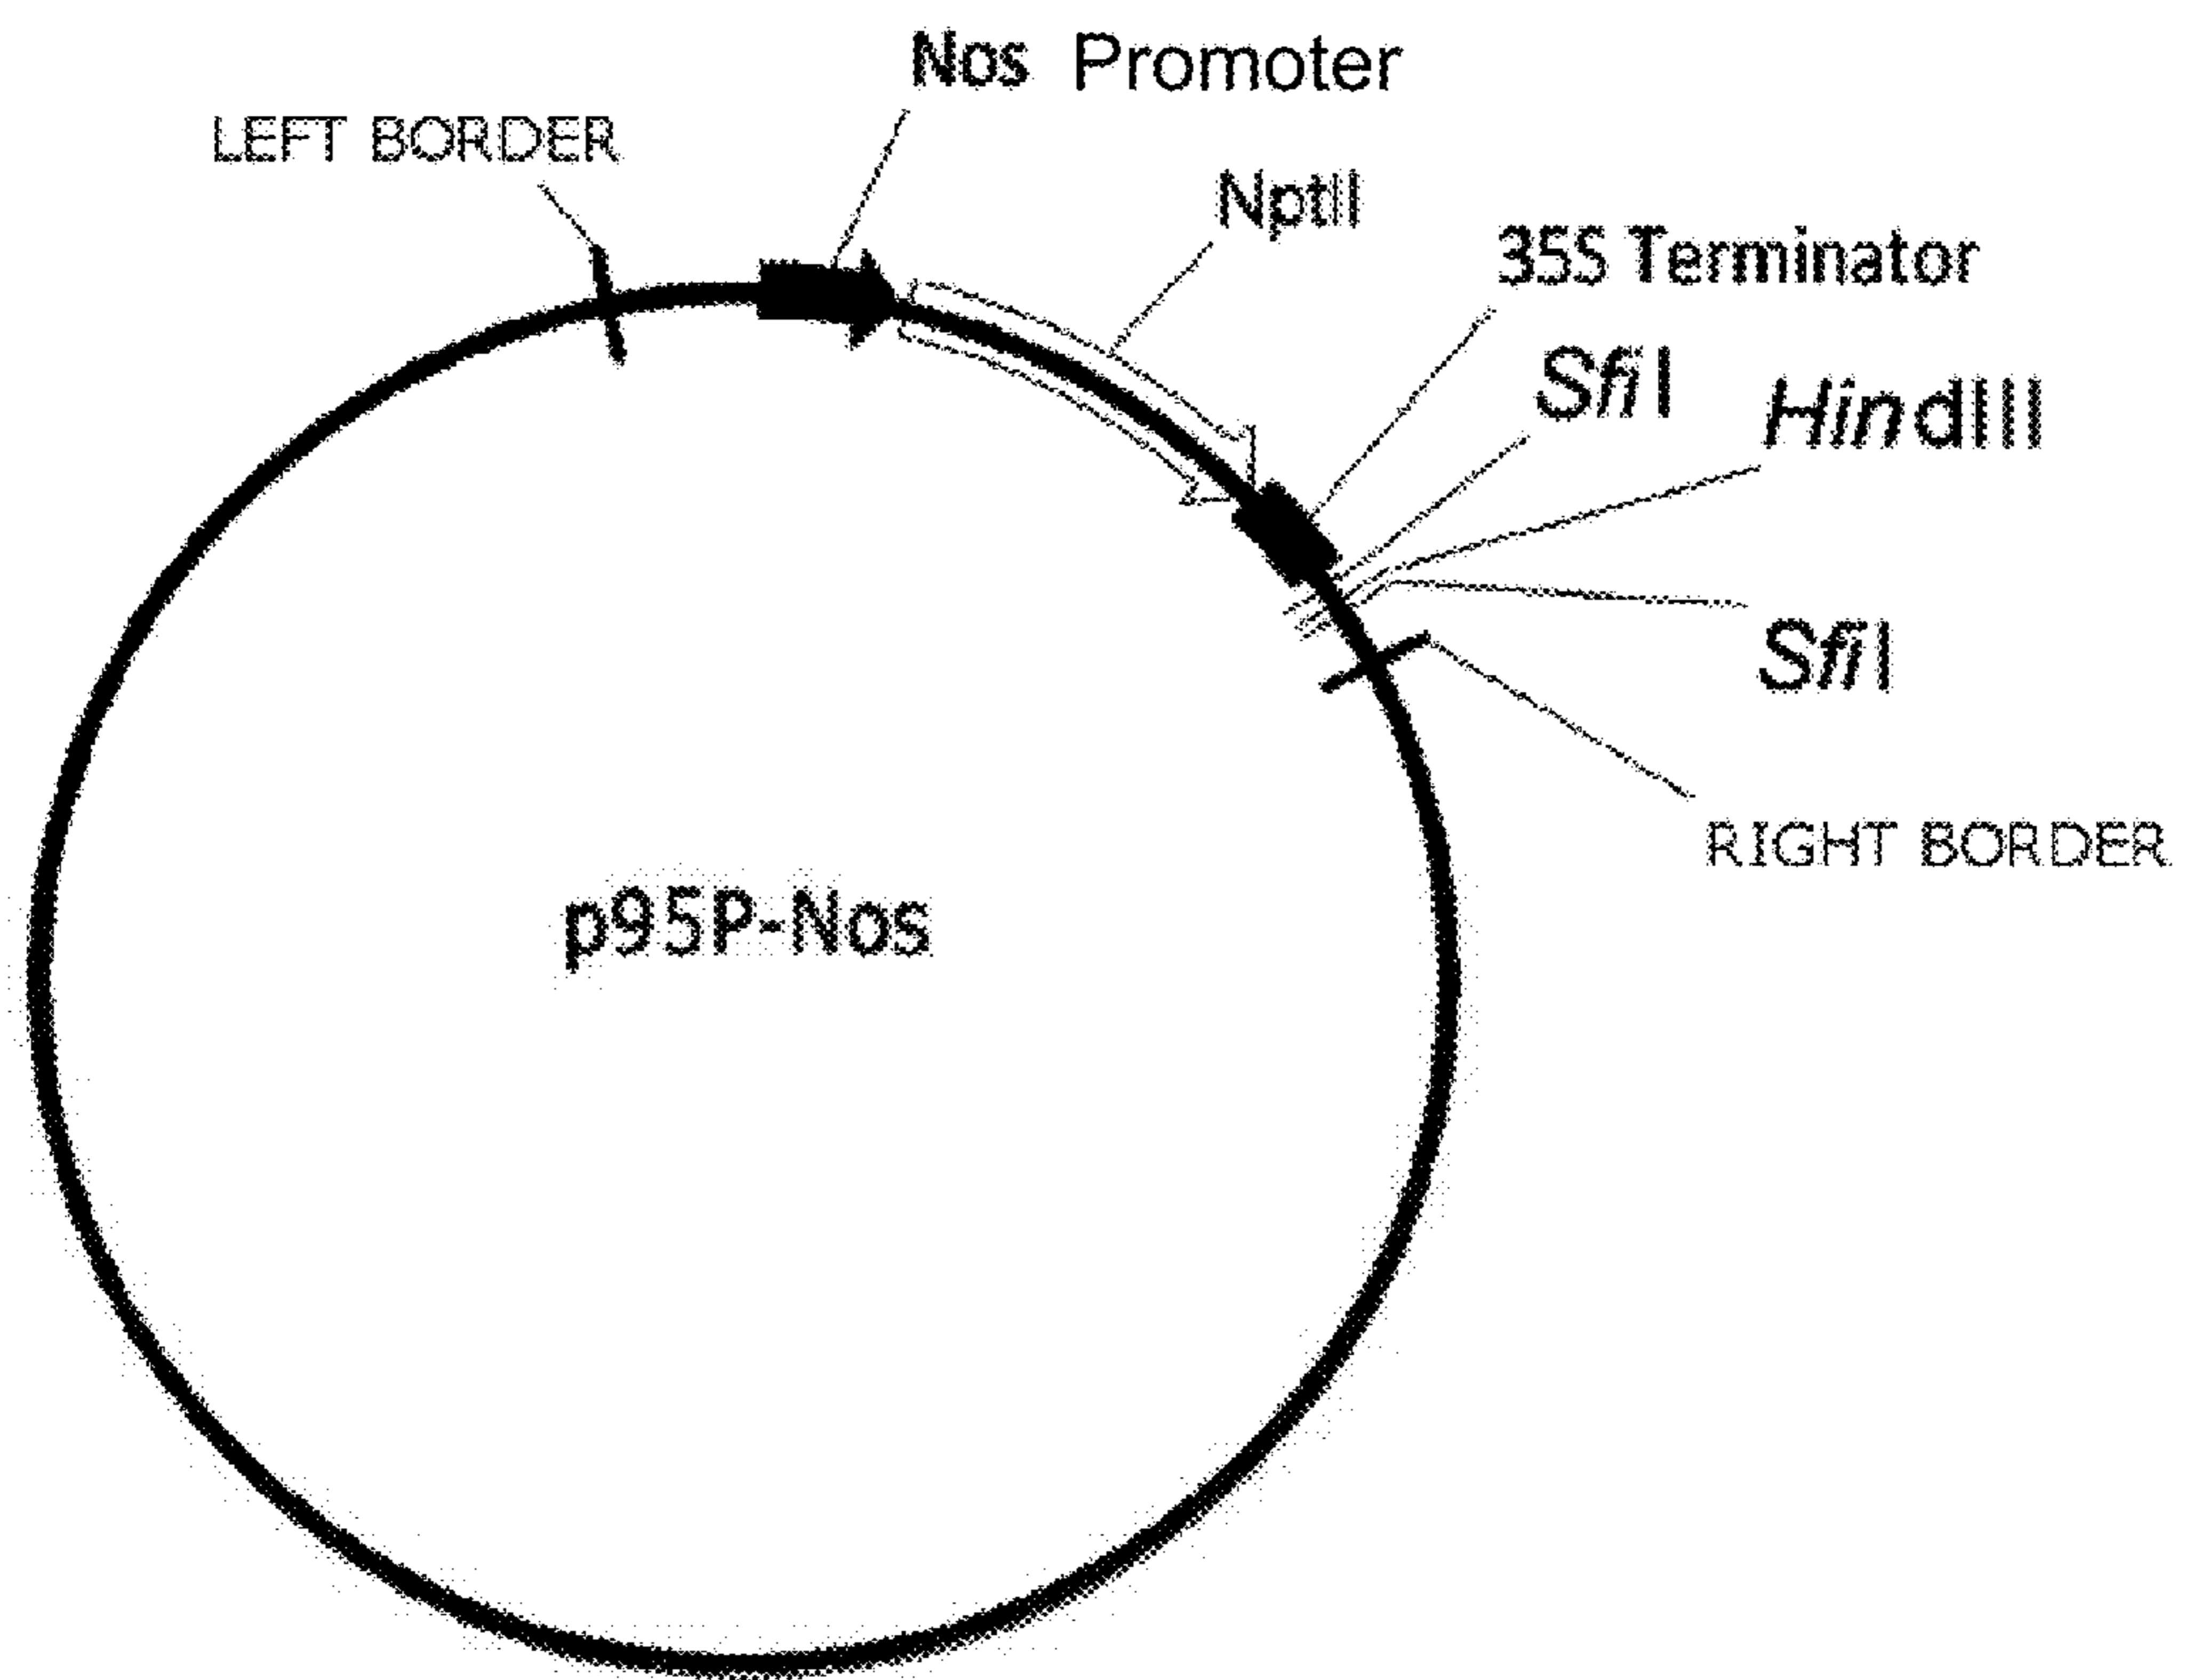 Nos Promoter
LEFT BORDER
NptII
35S Terminator
SfiI
HindIII
SfiI
RIGHT BORDER
p95P-Nos